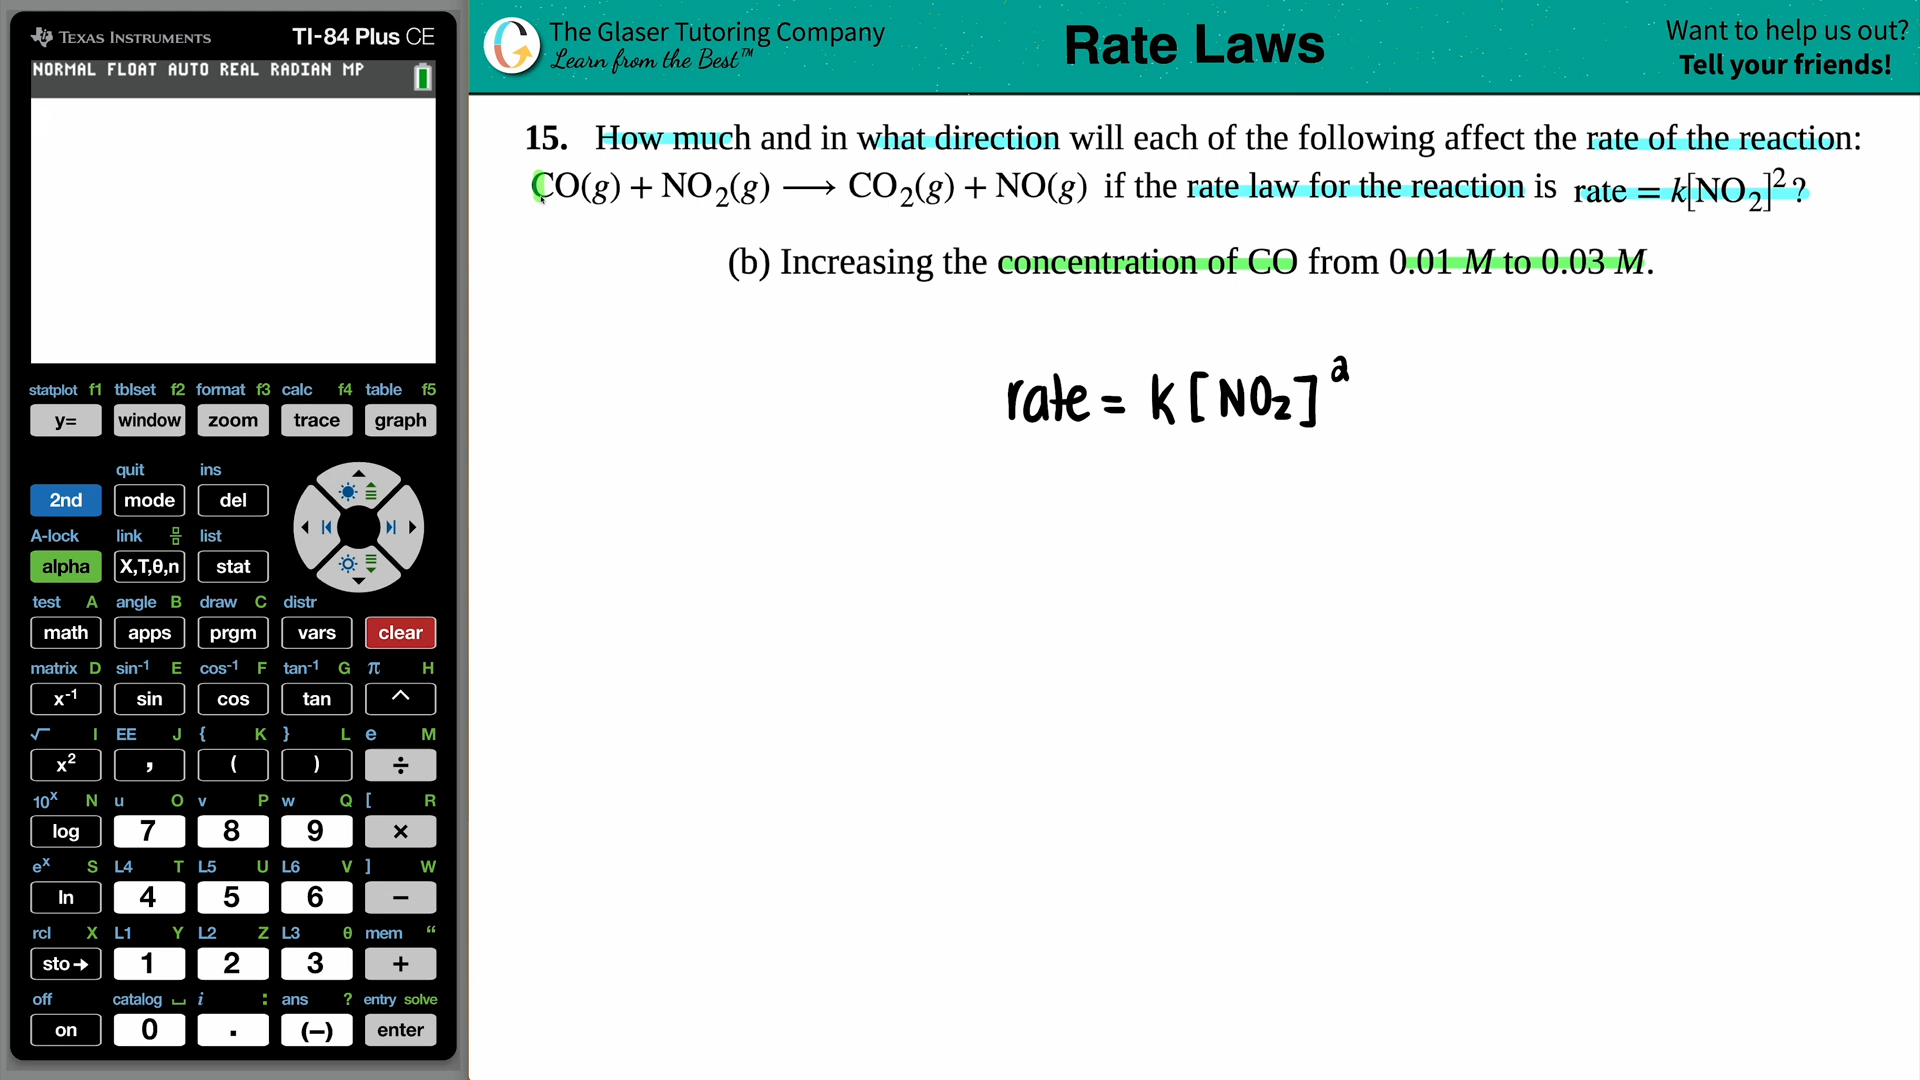 TEXAS INSTRUMENTS TI-84 Plus CE
NORMAL FLOAT AUTO REAL RADIAN MP
statplot f1 tblset f2 format f3 calc f4 table f5
y= window zoom trace graph
quit ins
2nd mode del
A-lock link list
alpha X,T,θ,n stat
test A angle B draw C distr
math apps prgm vars clear
matrix D sin⁻¹ E cos⁻¹ F tan⁻¹ G π H
x⁻¹ sin cos tan ^
√ I EE J { K } L e M
x² , ( ) ÷
10ˣ N u O v P w Q [ R
log 7 8 9 ×
eˣ S L4 T L5 U L6 V ] W
ln 4 5 6 −
rcl X L1 Y L2 Z L3 θ mem “
sto→ 1 2 3 +
off catalog ⎵ i : ans ? entry solve
on 0 . (–) enter
The Glaser Tutoring Company
Learn from the Best™
Rate Laws
Want to help us out?
Tell your friends!
15. How much and in what direction will each of the following affect the rate of the reaction:
CO(g) + NO₂(g) ⟶ CO₂(g) + NO(g) if the rate law for the reaction is rate = k[NO₂]²?
(b) Increasing the concentration of CO from 0.01 M to 0.03 M.
rate = k [NO₂]²